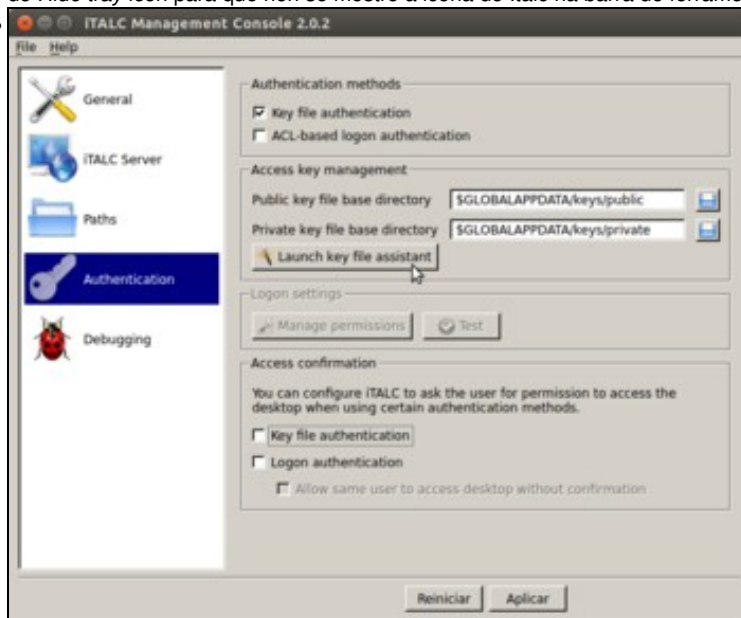 iTALC Management Console 2.0.2
File Help
General
iTALC Server
Paths
Authentication
Debugging
Authentication methods
Key file authentication
ACL-based logon authentication
Access key management
Public key file base directory $GLOBALAPPDATA/keys/public
Private key file base directory $GLOBALAPPDATA/keys/private
Launch key file assistant
Logon settings
Manage permissions Test
Access confirmation
You can configure iTALC to ask the user for permission to access the
desktop when using certain authentication methods.
Key file authentication
Logon authentication
Allow same user to access desktop without confirmation
Reiniciar Aplicar